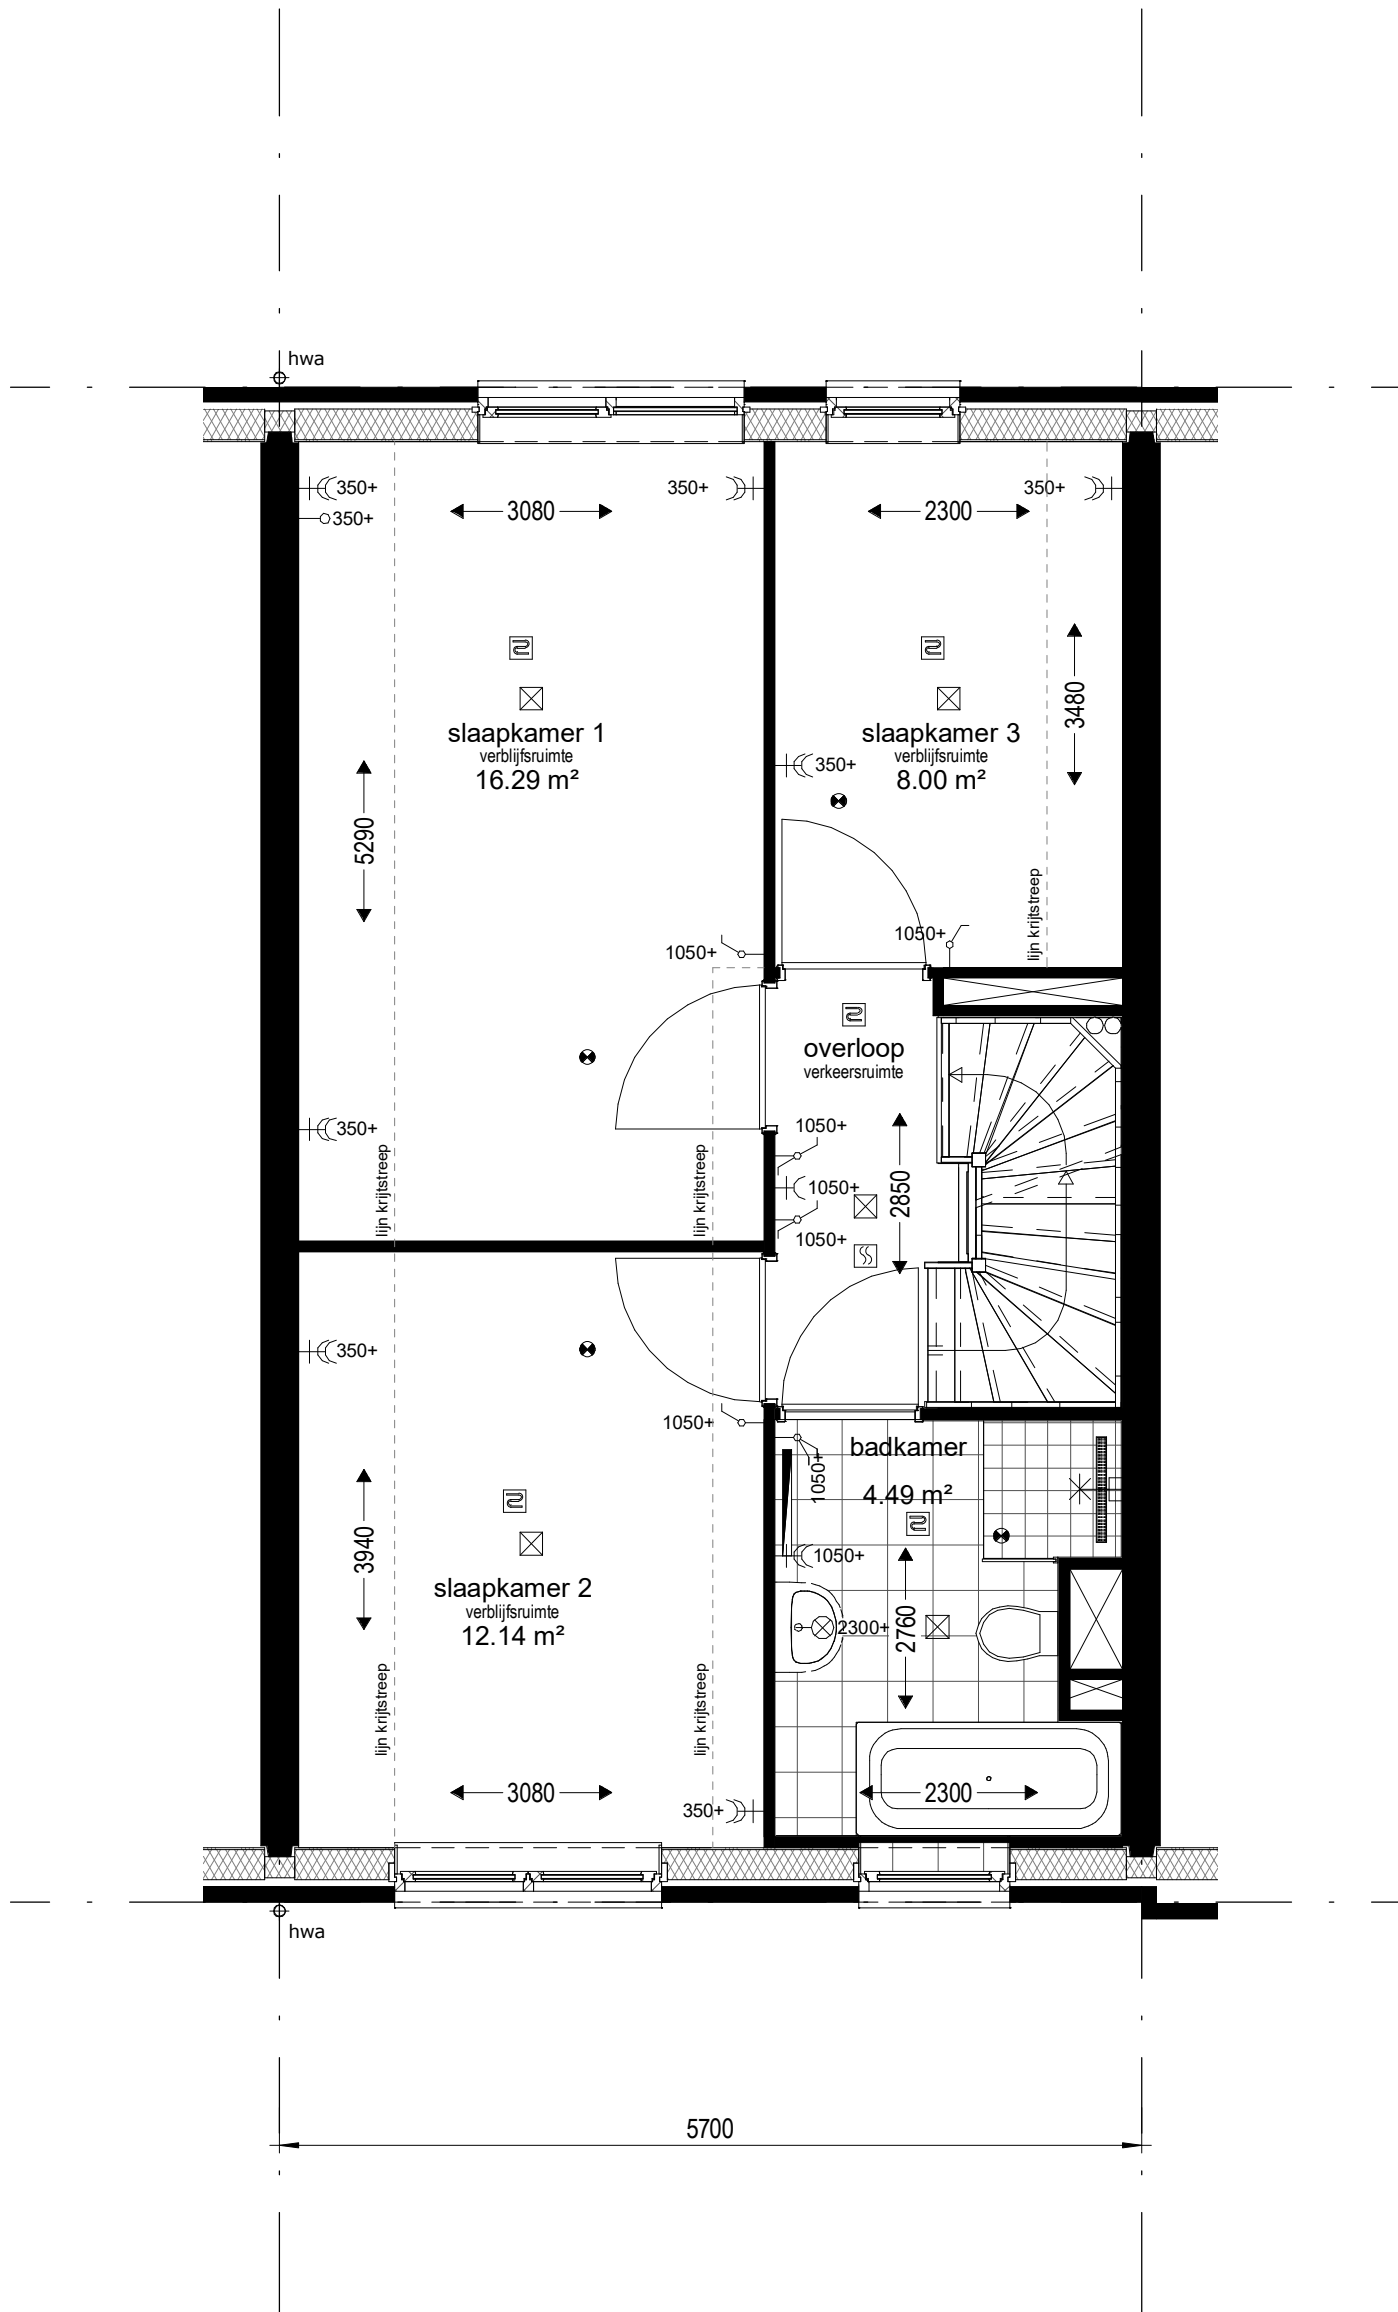 hwa
350+
350+
3080
350+
2300
350+
3480
slaapkamer 1
verblijfsruimte
16.29 m²
slaapkamer 3
verblijfsruimte
8.00 m²
350+
5290
lijn krijtstreep
1050+
1050+
overloop
verkeersruimte
350+
1050+
1050+
1050+
2850
lijn krijtstreep
lijn krijtstreep
350+
1050+
badkamer
4.49 m²
1050+
1050+
3940
slaapkamer 2
verblijfsruimte
12.14 m²
2300+
2760
lijn krijtstreep
lijn krijtstreep
3080
350+
2300
hwa
5700